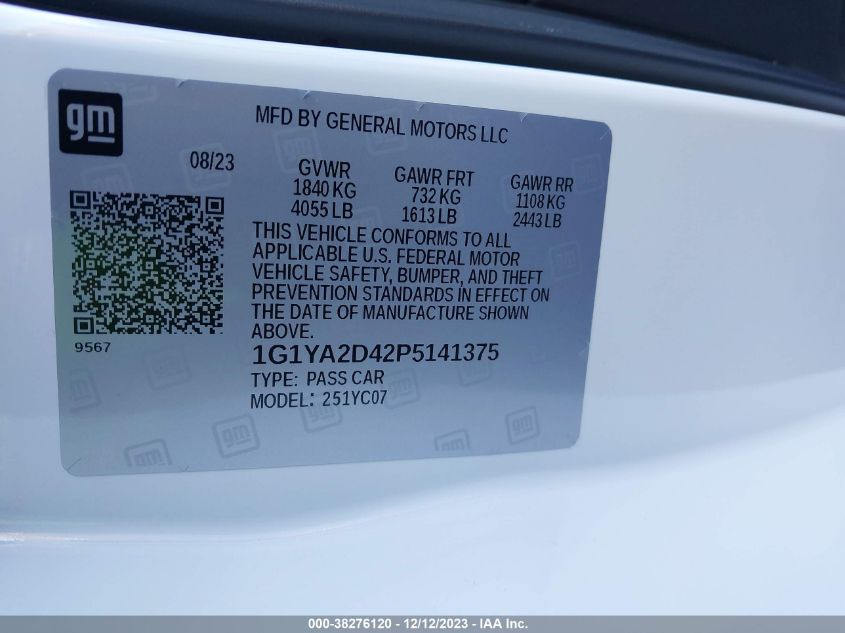 gm
MFD BY GENERAL MOTORS LLC
08/23
GVWR
1840 KG
4055 LB
GAWR FRT
732 KG
1613 LB
GAWR RR
1108 KG
2443 LB
THIS VEHICLE CONFORMS TO ALL
APPLICABLE U.S. FEDERAL MOTOR
VEHICLE SAFETY, BUMPER, AND THEFT
PREVENTION STANDARDS IN EFFECT ON
THE DATE OF MANUFACTURE SHOWN
ABOVE.
9567
1G1YA2D42P5141375
TYPE: PASS CAR
MODEL: 251YC07
gm
gm
gm
000-38276120 - 12/12/2023 - IAA Inc.